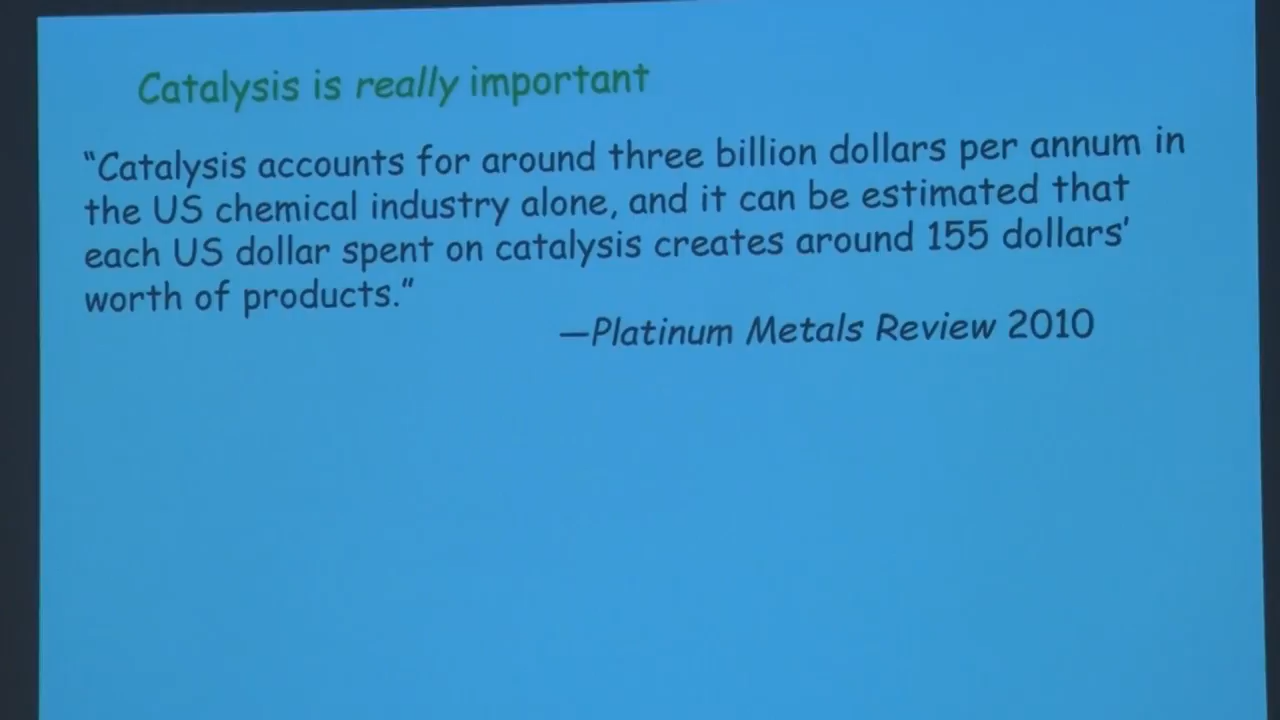 Catalysis is really important
“Catalysis accounts for around three billion dollars per annum in
the US chemical industry alone, and it can be estimated that
each US dollar spent on catalysis creates around 155 dollars’
worth of products.”
—Platinum Metals Review 2010